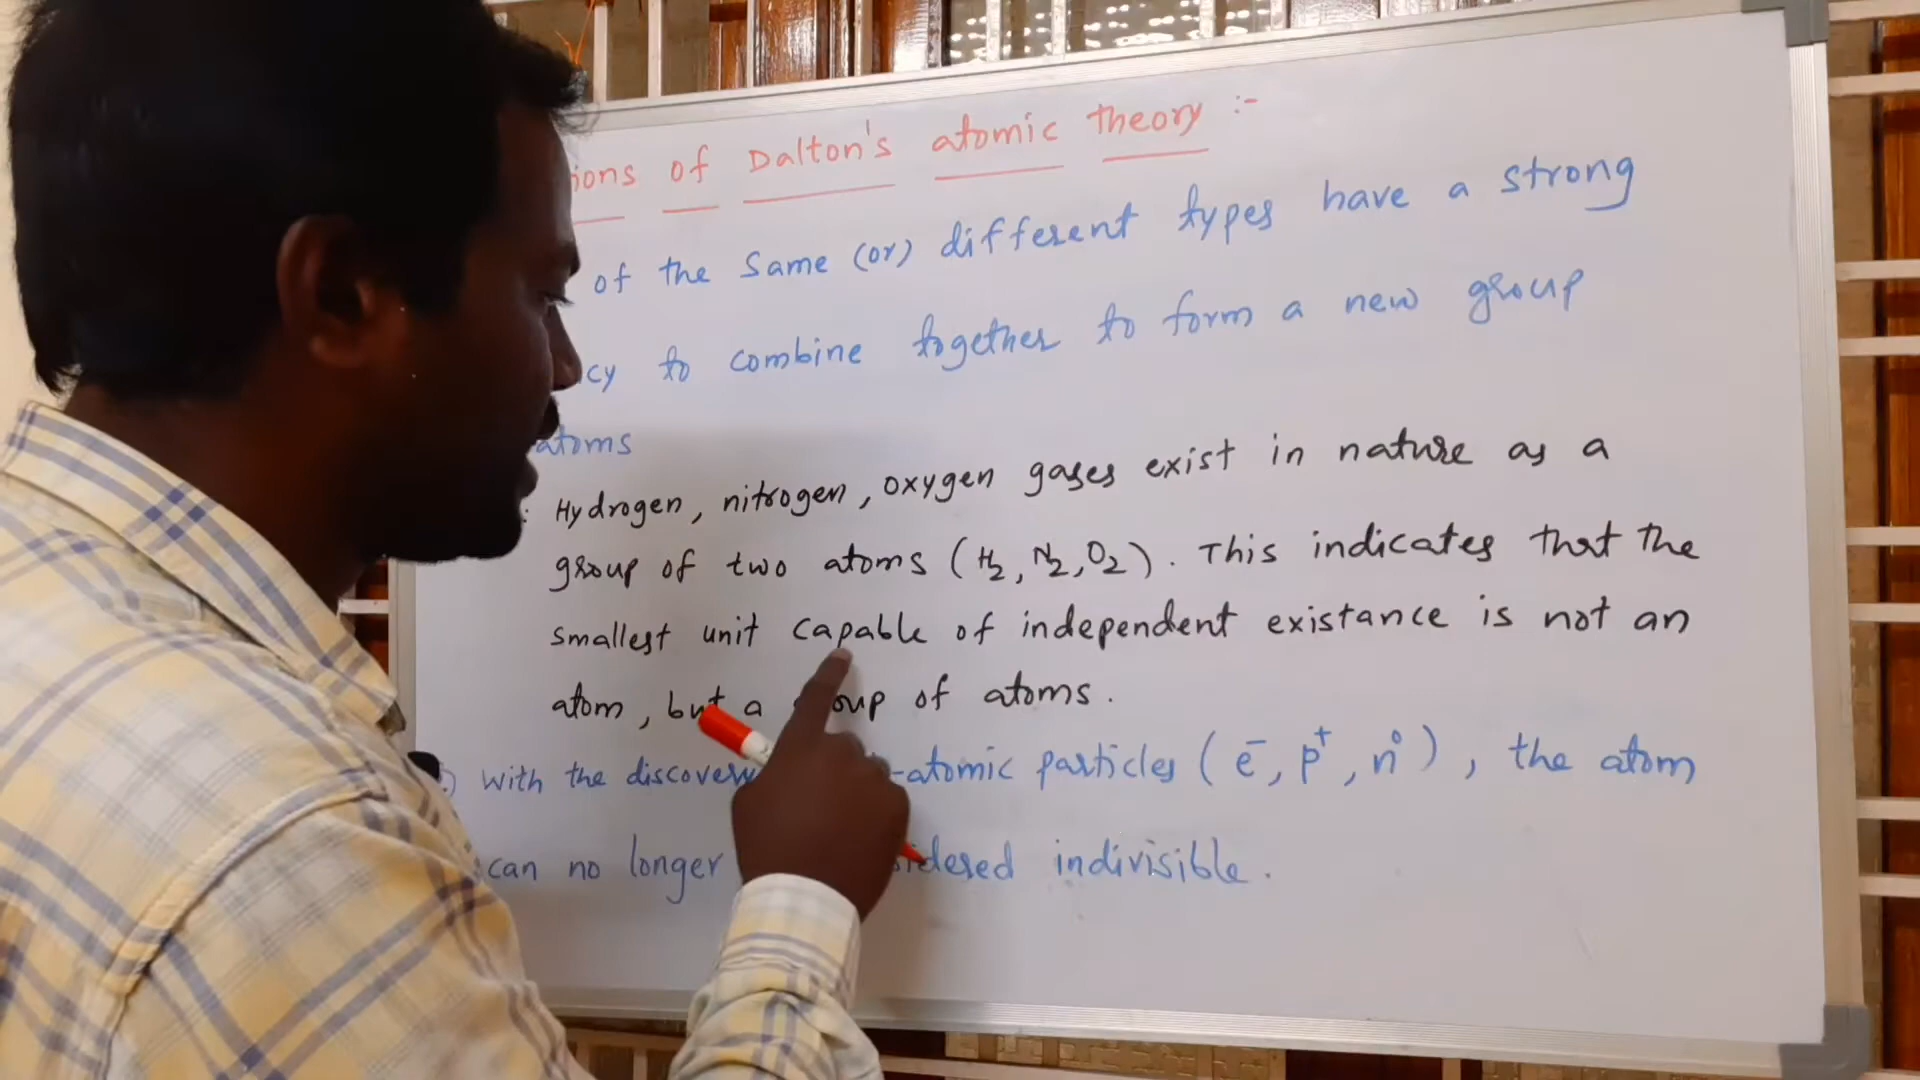 of Dalton's atomic theory :-
of the same (or) different types have a strong
to combine together to form a new group
atoms
Hydrogen, nitrogen, oxygen gases exist in nature as a
group of two atoms (H₂, N₂, O₂). This indicates that the
smallest unit capable of independent existance is not an
atom, but a of atoms.
with the -atomic particles (e⁻, p⁺, n⁰), the atom
can no longer indivisible.